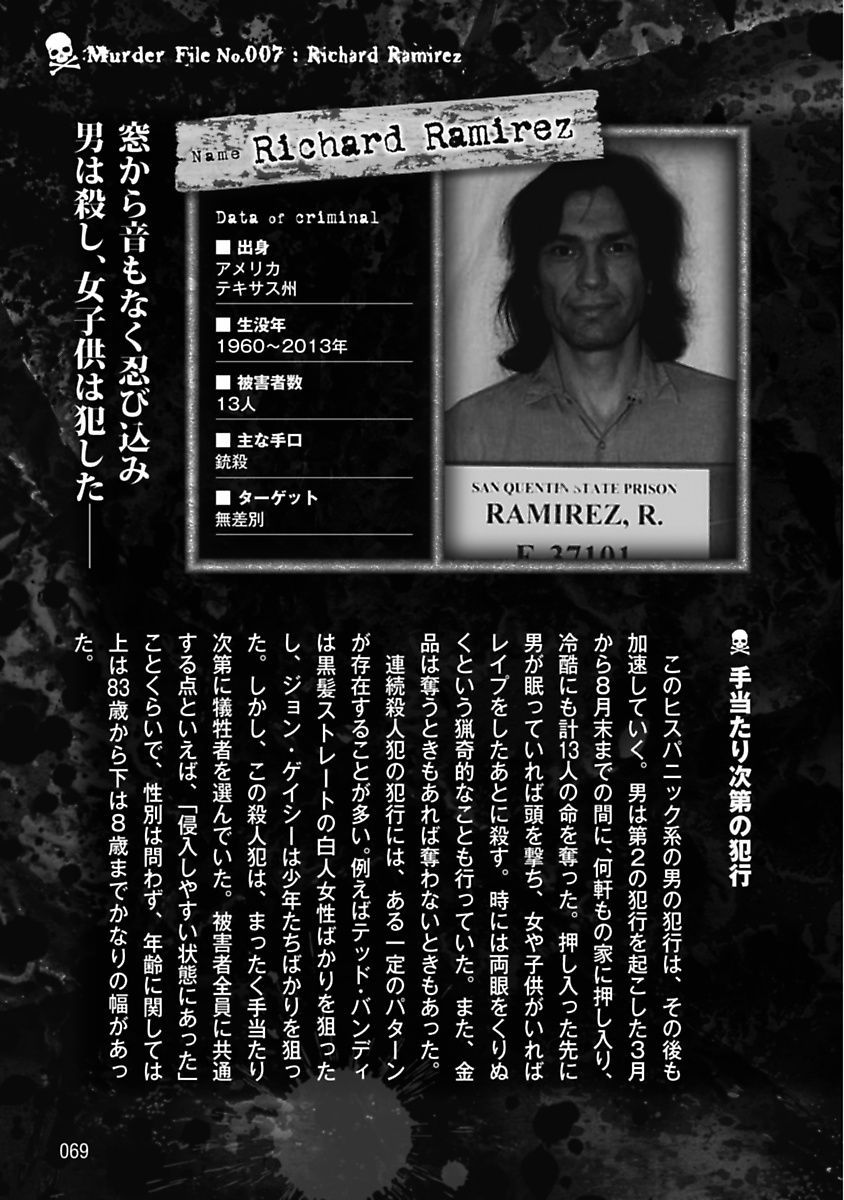 Murder File No.007 : Richard Ramirez
窓から音もなく忍び込み
男は殺し、女子供は犯した――
Name Richard Ramirez
Data of criminal
■ 出身
アメリカ
テキサス州
■ 生没年
1960～2013年
■ 被害者数
13人
■ 主な手口
銃殺
■ ターゲット
無差別
SAN QUENTIN STATE PRISON
RAMIREZ, R.
E 37101
手当たり次第の犯行
このヒスパニック系の男の犯行は、その後も
加速していく。男は第２の犯行を起こした３月
から８月末までの間に、何軒もの家に押し入り、
冷酷にも計13人の命を奪った。押し入った先に
男が眠っていれば頭を撃ち、女や子供がいれば
レイプをしたあとに殺す。時には両眼をくりぬ
くという猟奇的なことも行っていた。また、金
品は奪うときもあれば奪わないときもあった。
連続殺人犯の犯行には、ある一定のパターン
が存在することが多い。例えばテッド・バンディ
は黒髪ストレートの白人女性ばかりを狙った
し、ジョン・ゲイシーは少年たちばかりを狙っ
た。しかし、この殺人犯は、まったく手当たり
次第に犠牲者を選んでいた。被害者全員に共通
する点といえば、「侵入しやすい状態にあった」
ことくらいで、性別は問わず、年齢に関しては
上は83歳から下は８歳までかなりの幅があっ
た。
069